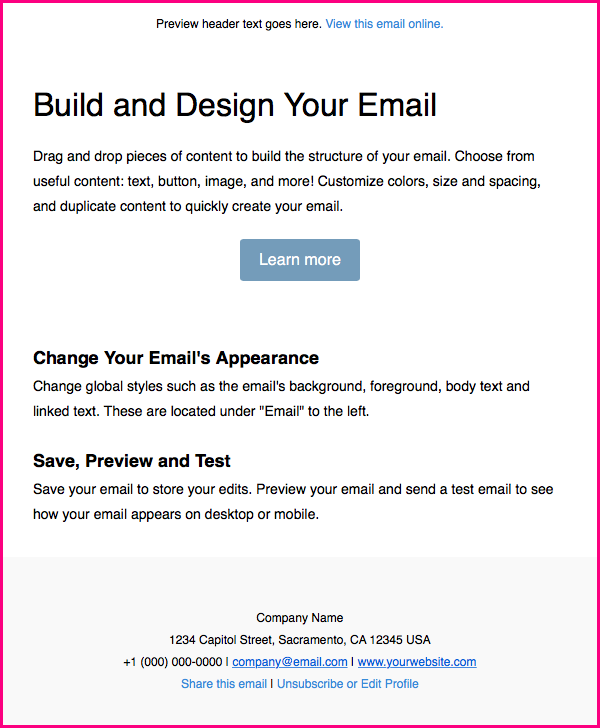 Preview header text goes here. View this email online.
Build and Design Your Email
Drag and drop pieces of content to build the structure of your email. Choose from
useful content: text, button, image, and more! Customize colors, size and spacing,
and duplicate content to quickly create your email.
Learn more
Change Your Email's Appearance
Change global styles such as the email's background, foreground, body text and
linked text. These are located under "Email" to the left.
Save, Preview and Test
Save your email to store your edits. Preview your email and send a test email to see
how your email appears on desktop or mobile.
Company Name
1234 Capitol Street, Sacramento, CA 12345 USA
+1 (000) 000-0000 | company@email.com | www.yourwebsite.com
Share this email | Unsubscribe or Edit Profile